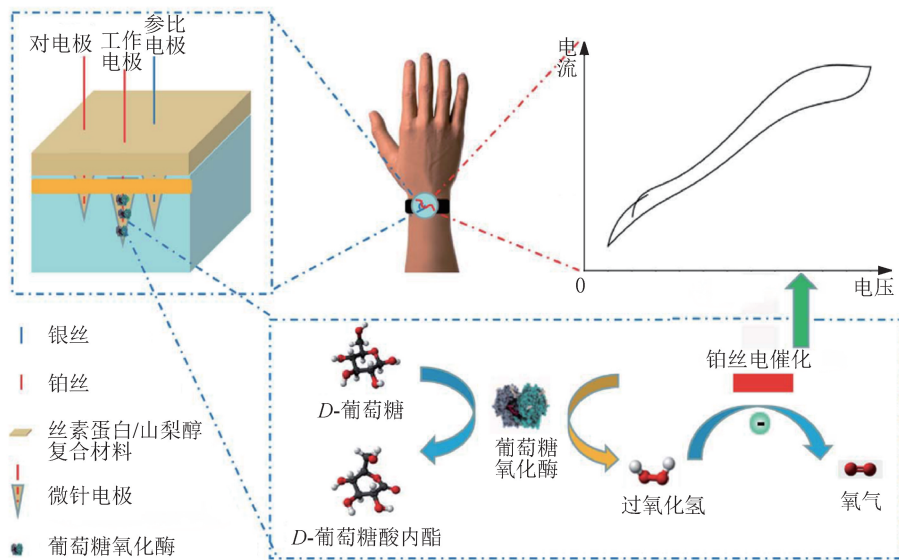 对电极
工作
电极
参比
电极
电
流
0
电压
银丝
铂丝
丝素蛋白/山梨醇
复合材料
微针电极
葡萄糖氧化酶
D-葡萄糖
D-葡萄糖酸内酯
葡萄糖
氧化酶
铂丝电催化
过氧化氢
氧气